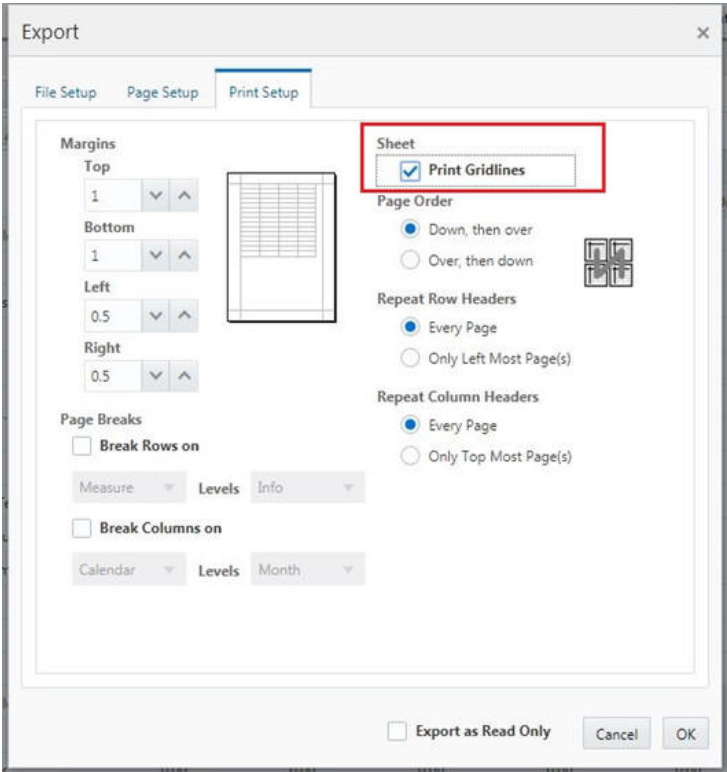 Export
File Setup Page Setup Print Setup
Margins
Top
1
Bottom
1
Left
0.5
Right
0.5
Page Breaks
Break Rows on
Measure Levels Info
Break Columns on
Calendar Levels Month
Sheet
Print Gridlines
Page Order
Down, then over
Over, then down
Repeat Row Headers
Every Page
Only Left Most Page(s)
Repeat Column Headers
Every Page
Only Top Most Page(s)
Export as Read Only Cancel OK